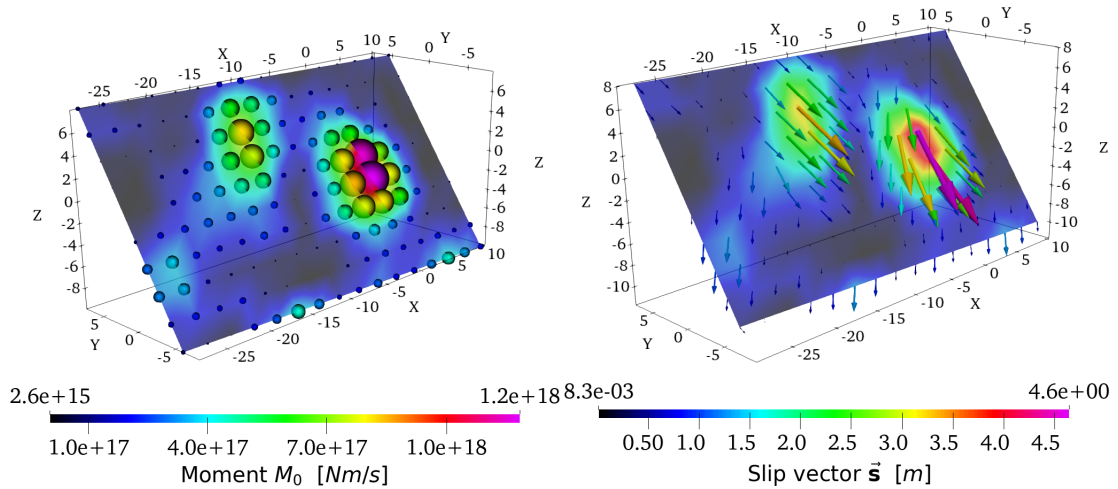 X
-25 -20 -15 -10 -5 0 5 10
Y
5 0 -5
Z
6
4
2
0
-2
-4
-6
-8
Z
6
4
2
0
-2
-4
-6
-8
Y
5 0 -5
X
-25 -20 -15 -10 -5 0 5 10
2.6e+15 1.2e+18
1.0e+17 4.0e+17 7.0e+17 1.0e+18
Moment M₀ [Nm/s]
X
-25 -20 -15 -10 -5 0 5 10
Y
5 0 -5
Z
8
6
4
2
0
-2
-4
-6
-8
-10
Z
8
6
4
2
0
-2
-4
-6
-8
-10
Y
5 0 -5
X
-25 -20 -15 -10 -5 0 5 10
8.3e-03 4.6e+00
0.50 1.0 1.5 2.0 2.5 3.0 3.5 4.0 4.5
Slip vector s⃗ [m]